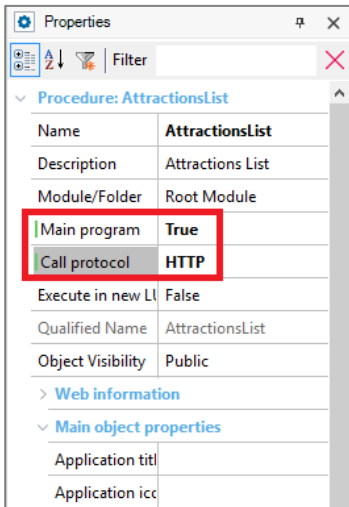 Properties
A Z Filter
Procedure: AttractionsList
Name AttractionsList
Description Attractions List
Module/Folder Root Module
Main program True
Call protocol HTTP
Execute in new LU False
Qualified Name AttractionsList
Object Visibility Public
Web information
Main object properties
Application titl
Application ico